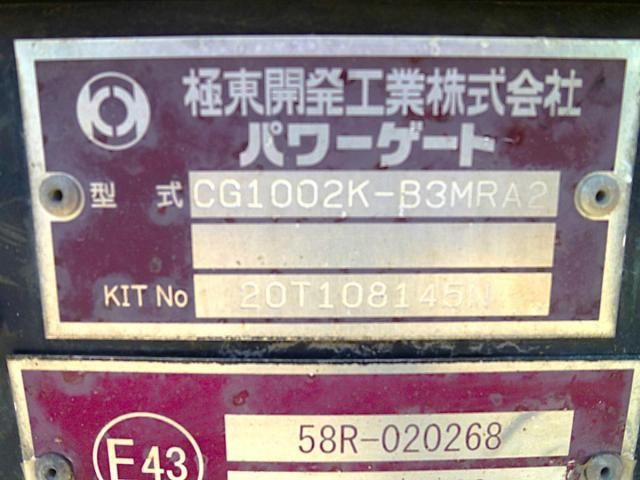 極東開発工業株式会社
パワーゲート
型 式 CG1002K-B3MRA2
KIT No 20T108145N
E43 58R-020268